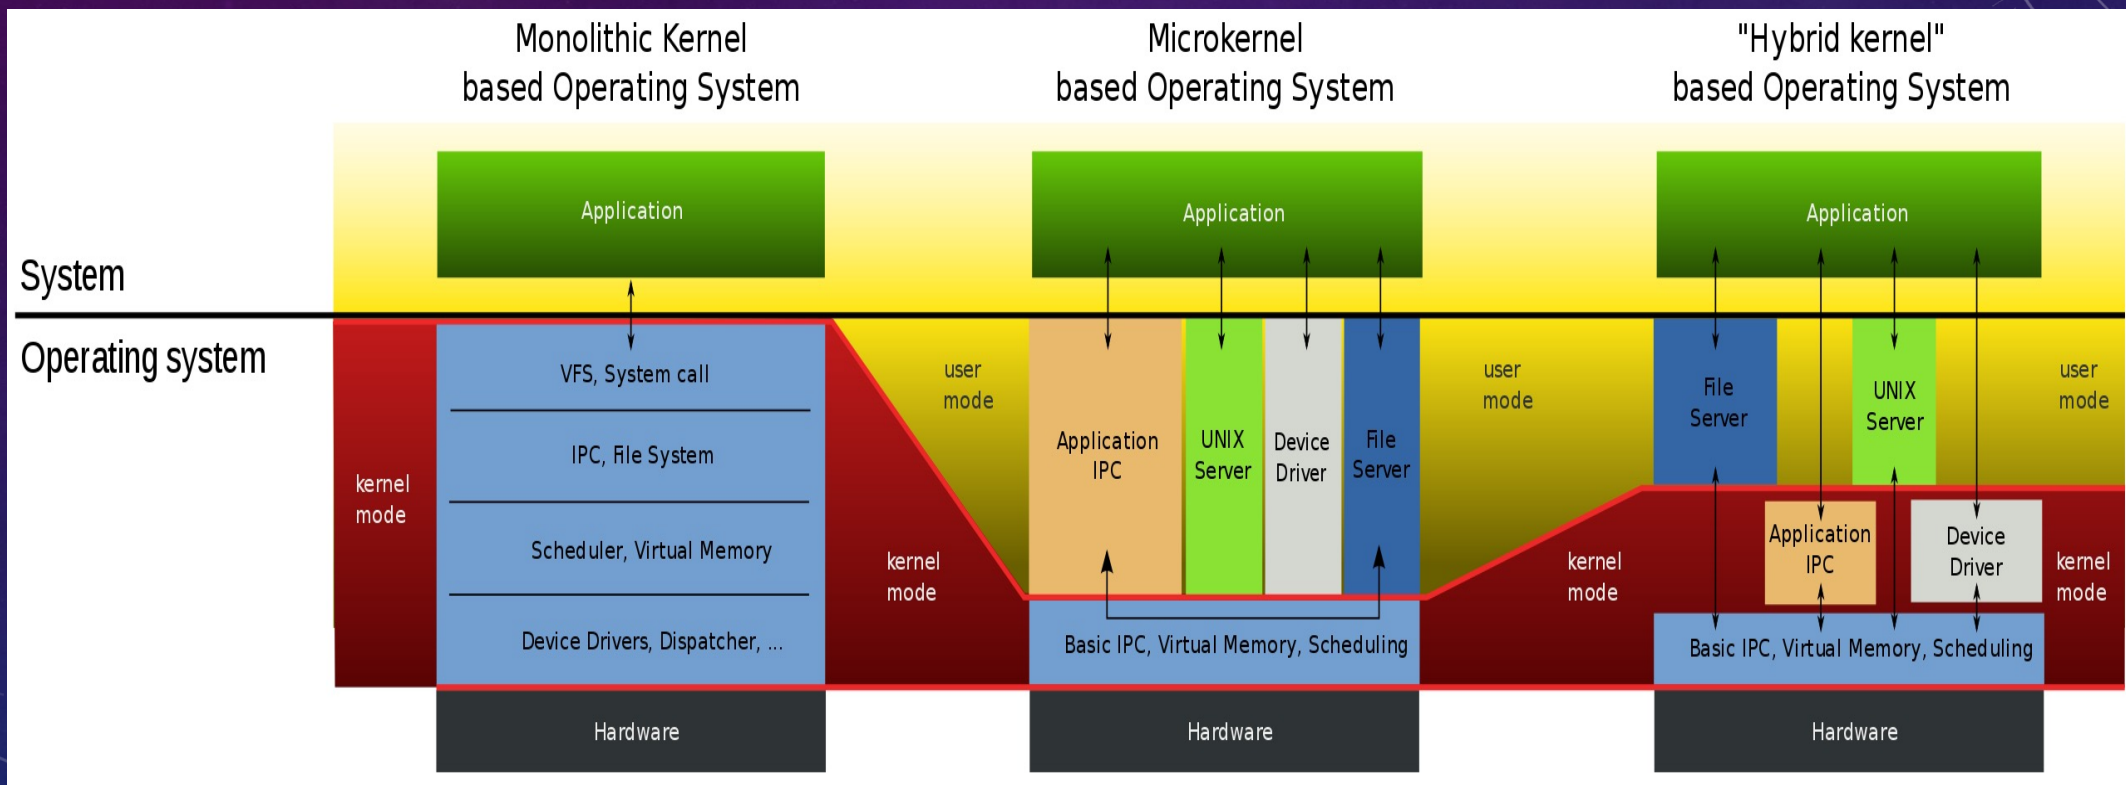 Monolithic Kernel
based Operating System
Microkernel
based Operating System
"Hybrid kernel"
based Operating System
System
Operating system
Application
VFS, System call
IPC, File System
Scheduler, Virtual Memory
Device Drivers, Dispatcher, ...
Hardware
kernel
mode
kernel
mode
user
mode
Application
Application
IPC
UNIX
Server
Device
Driver
File
Server
Basic IPC, Virtual Memory, Scheduling
Hardware
user
mode
kernel
mode
Application
File
Server
UNIX
Server
Application
IPC
Device
Driver
Basic IPC, Virtual Memory, Scheduling
Hardware
user
mode
kernel
mode